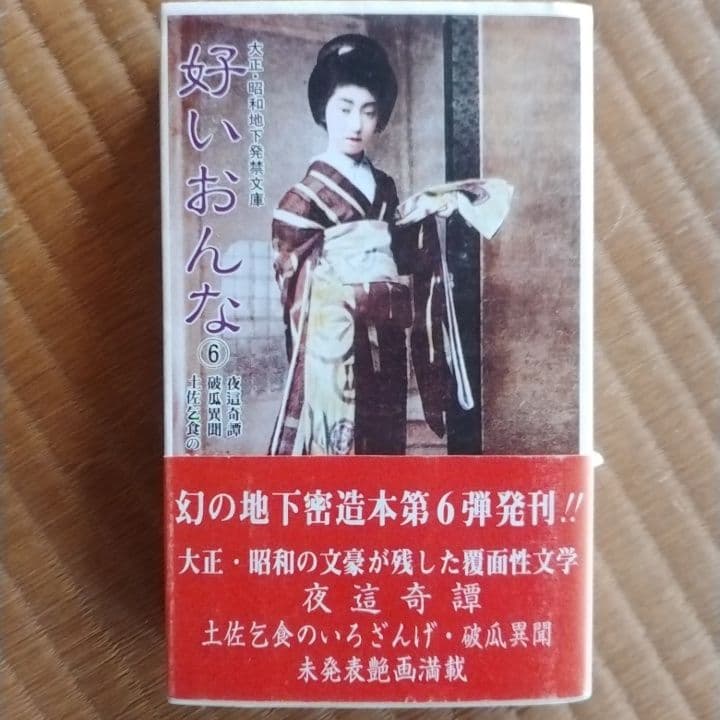 大正・昭和地下発禁文庫
好いおんな
⑥
夜這奇譚
破瓜異聞
土佐乞食の
幻の地下密造本第6弾発刊!!
大正・昭和の文豪が残した覆面性文学
夜這奇譚
土佐乞食のいろざんげ・破瓜異聞
未発表艶画満載